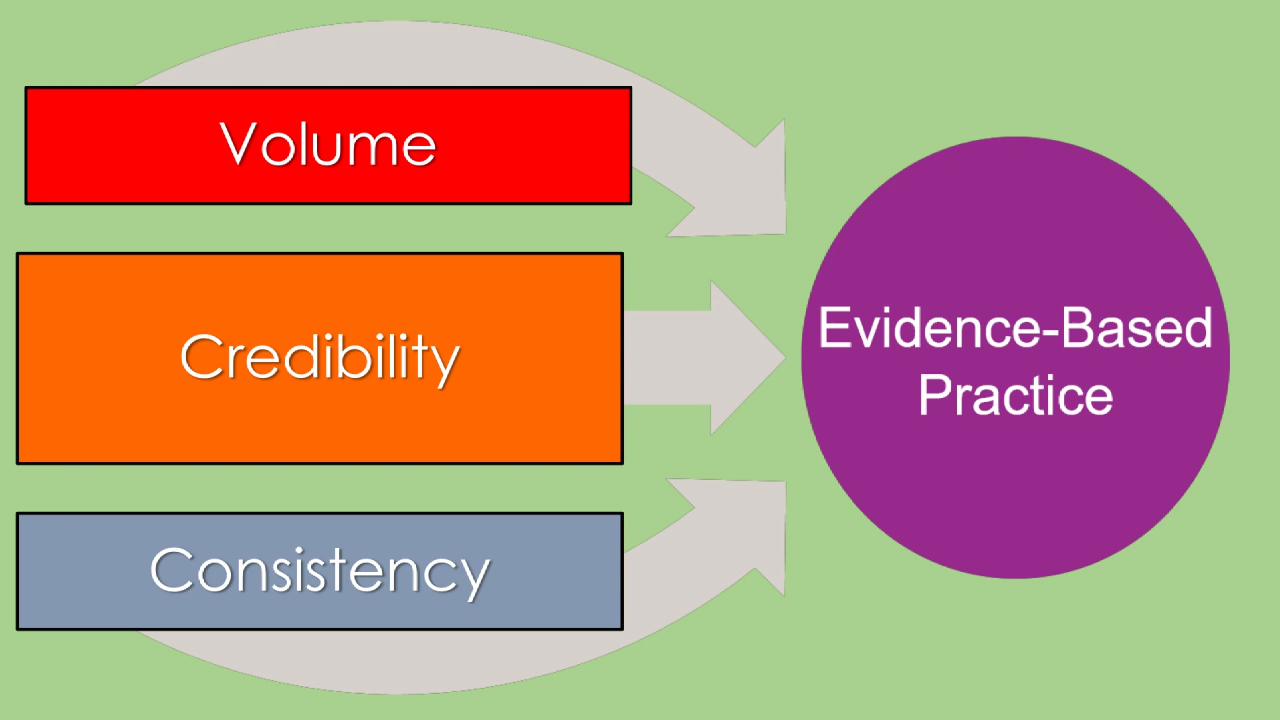 Volume
Credibility
Consistency
Evidence-Based
Practice